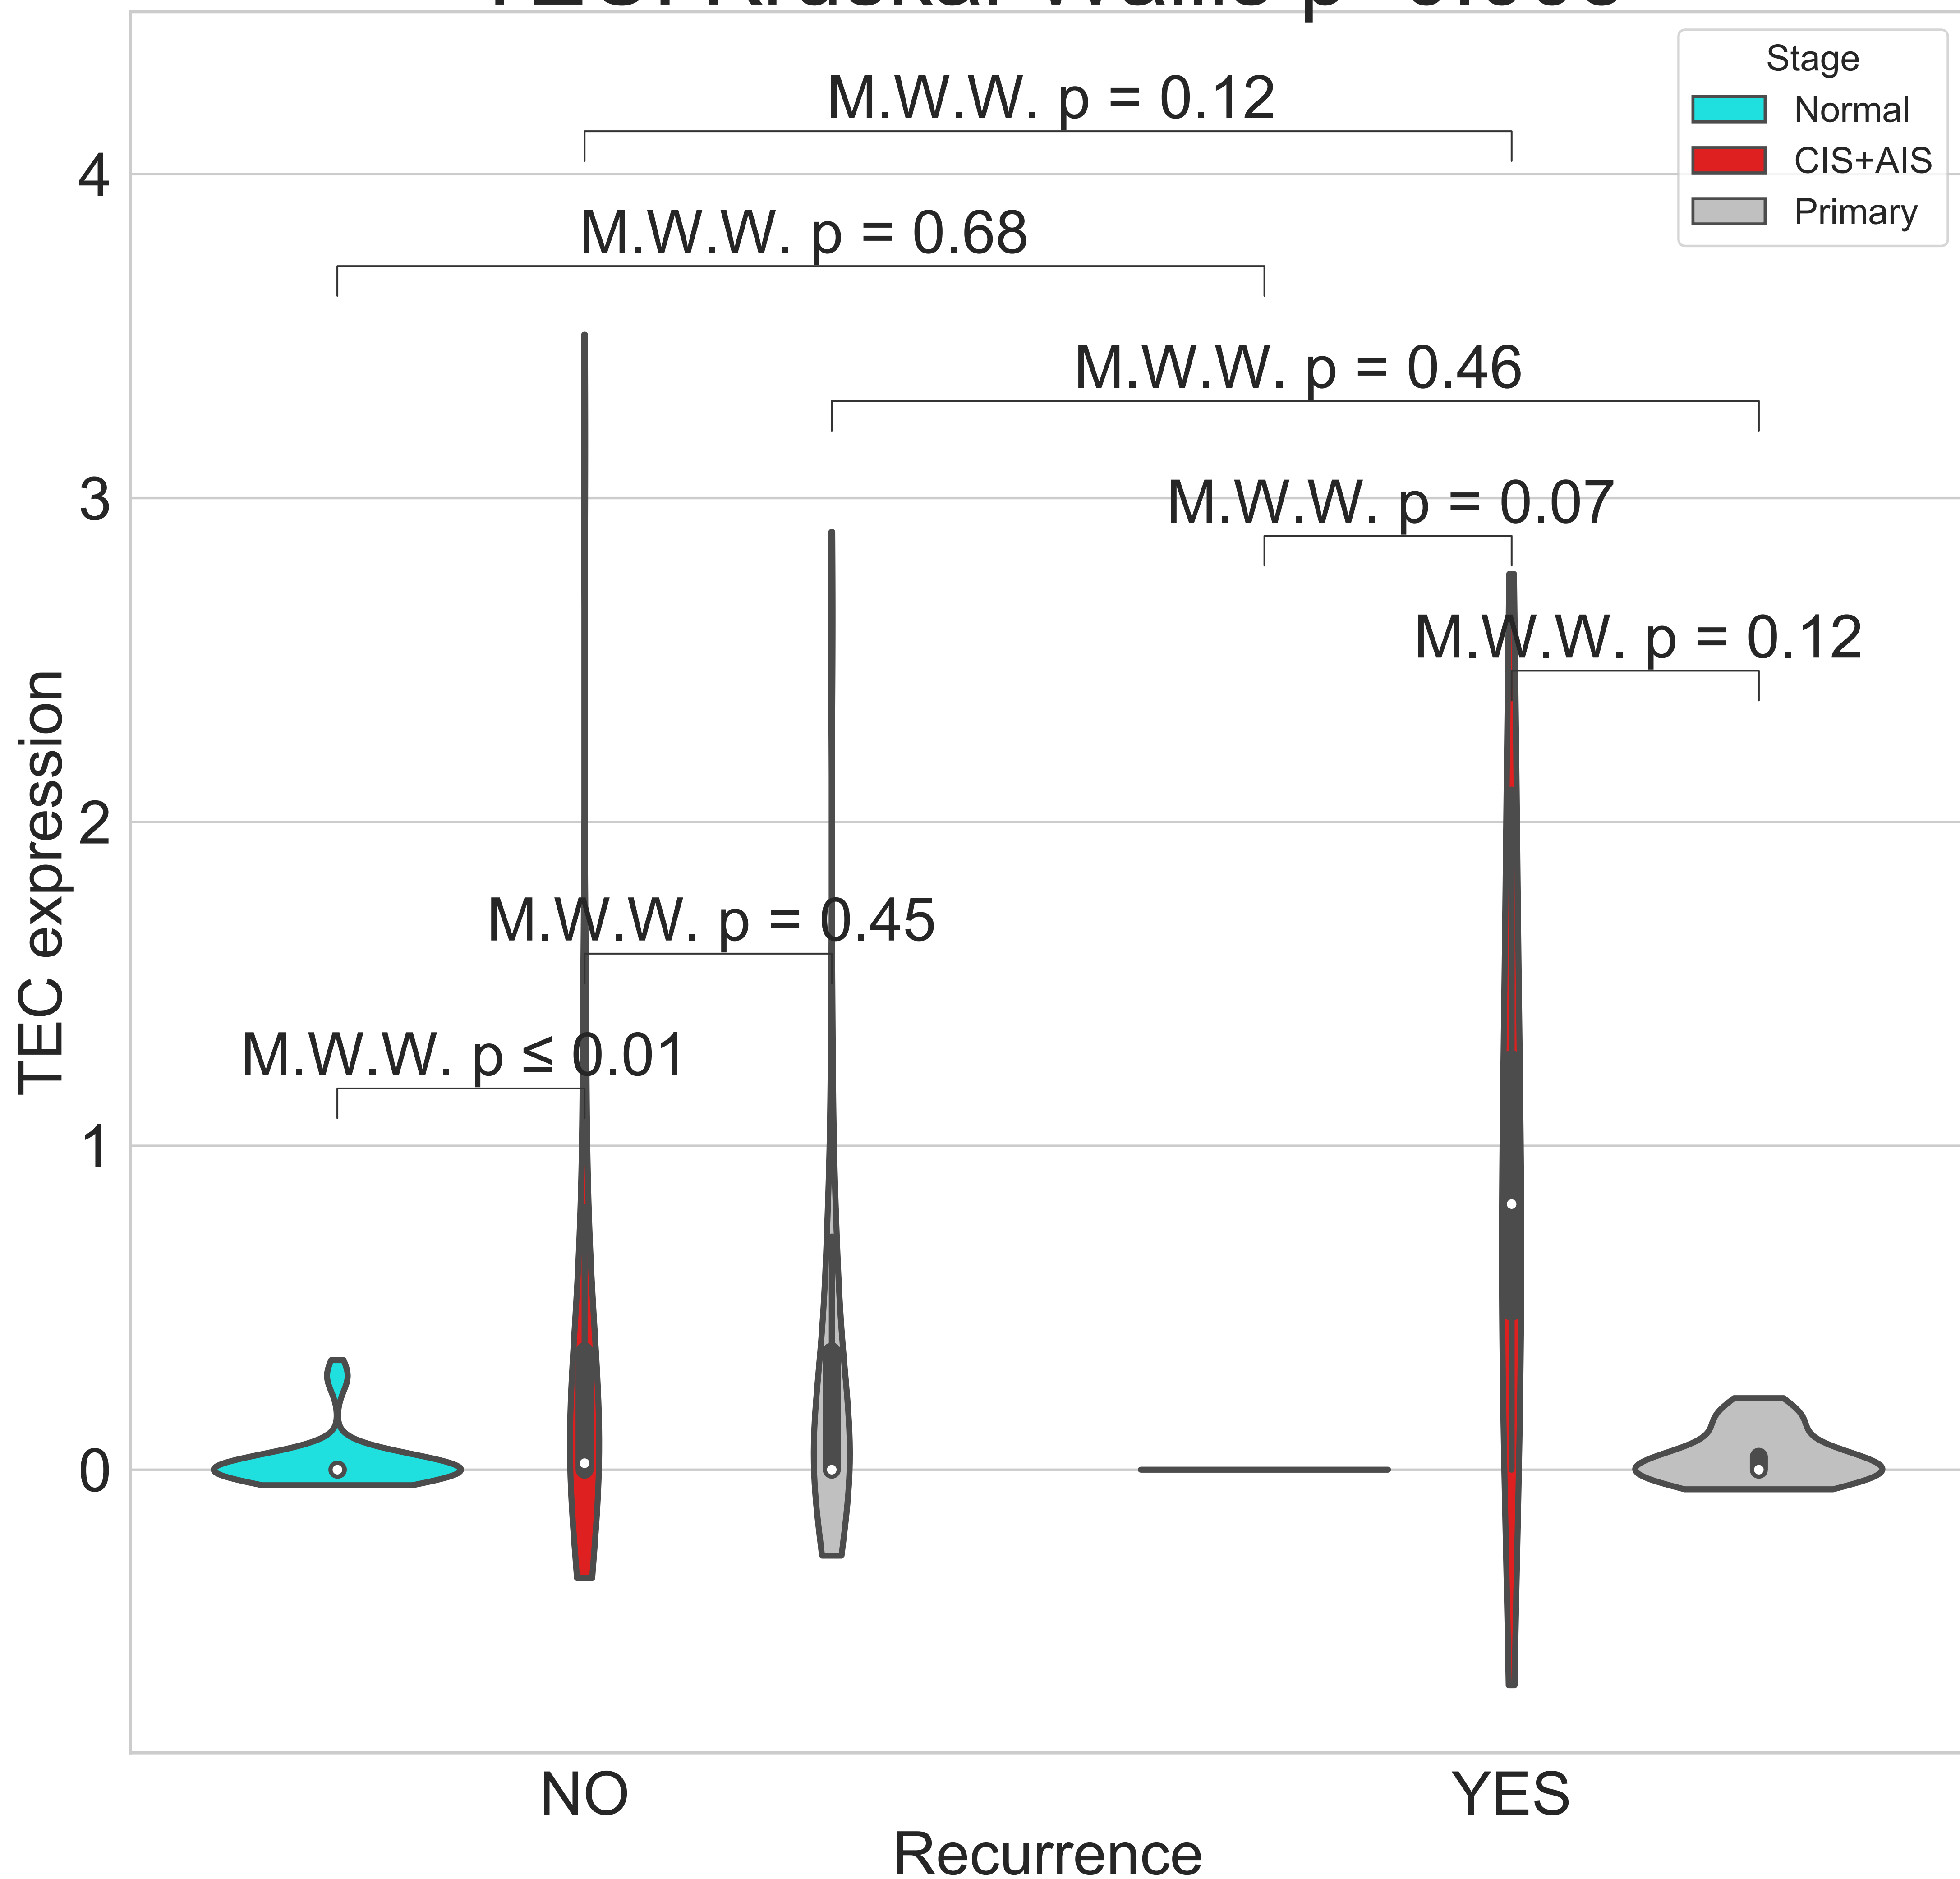 Stage
Normal
CIS+AIS
Primary
M.W.W. p = 0.12
M.W.W. p = 0.68
M.W.W. p = 0.46
M.W.W. p = 0.07
M.W.W. p = 0.12
M.W.W. p = 0.45
M.W.W. p ≤ 0.01
4
3
2
1
0
TEC expression
NO
YES
Recurrence